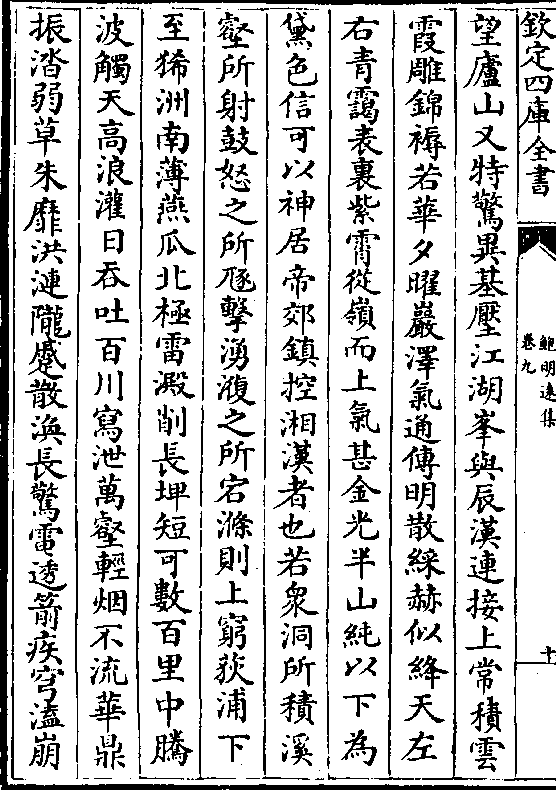 欽定四庫全書
鮑明遠集
卷九
十
望廬山又特驚異基壓江湖峯與辰漢連接上常積雲
霞雕錦褥若華夕曜巖澤氣通傳明散綵赫似絳天左
右青靄表裏紫霄從嶺而上氣甚金光半山純以下為
黛色信可以神居帝郊鎮控湘漢者也若衆洞所積溪
壑所射鼓怒之所豗擊湧澓之所宕滌則上窮荻浦下
至狶洲南薄燕瓜北極雷澱削長埤短可數百里中騰
波觸天高浪灌日吞吐百川寫泄萬壑輕烟不流華鼎
振涾弱草朱靡洪漣隴蹙散渙長驚電透箭疾穹溘崩